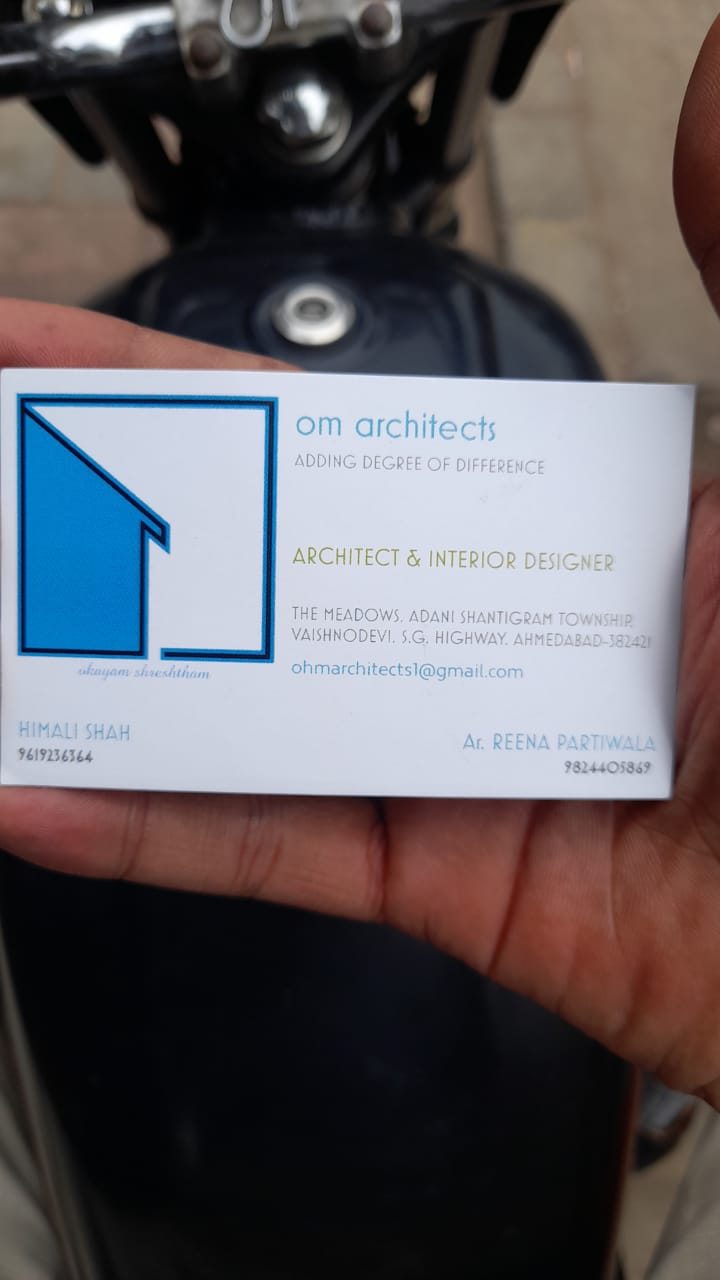 om architects
ADDING DEGREE OF DIFFERENCE
ARCHITECT & INTERIOR DESIGNER
THE MEADOWS, ADANI SHANTIGRAM TOWNSHIP,
VAISHNODEVI, S.G. HIGHWAY, AHMEDABAD-382421
ohmarchitects1@gmail.com
ukayam shreshtham
HIMALI SHAH
9619236364
Ar. REENA PARTIWALA
9824405869